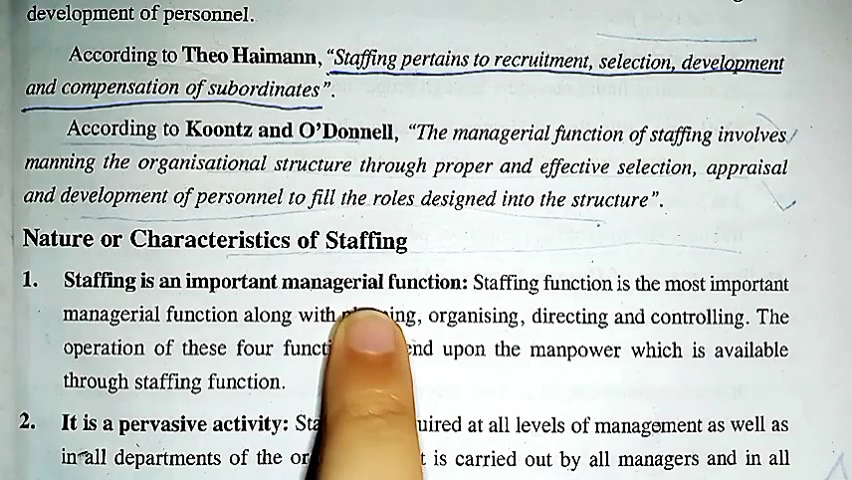 development of personnel.
According to Theo Haimann, “Staffing pertains to recruitment, selection, development
and compensation of subordinates”.
According to Koontz and O’Donnell, “The managerial function of staffing involves
manning the organisational structure through proper and effective selection, appraisal
and development of personnel to fill the roles designed into the structure”.
Nature or Characteristics of Staffing
1. Staffing is an important managerial function: Staffing function is the most important
managerial function along with planning, organising, directing and controlling. The
operation of these four upon the manpower which is available
through staffing function.
2. It is a pervasive activity: at all levels of management as well as
in all departments of the is carried out by all managers and in all